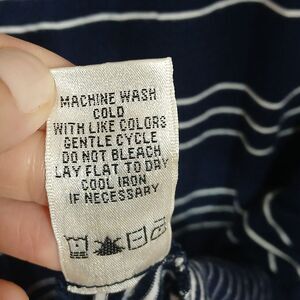 MACHINE WASH
COLD
WITH LIKE COLORS
GENTLE CYCLE
DO NOT BLEACH
LAY FLAT TO DRY
COOL IRON
IF NECESSARY